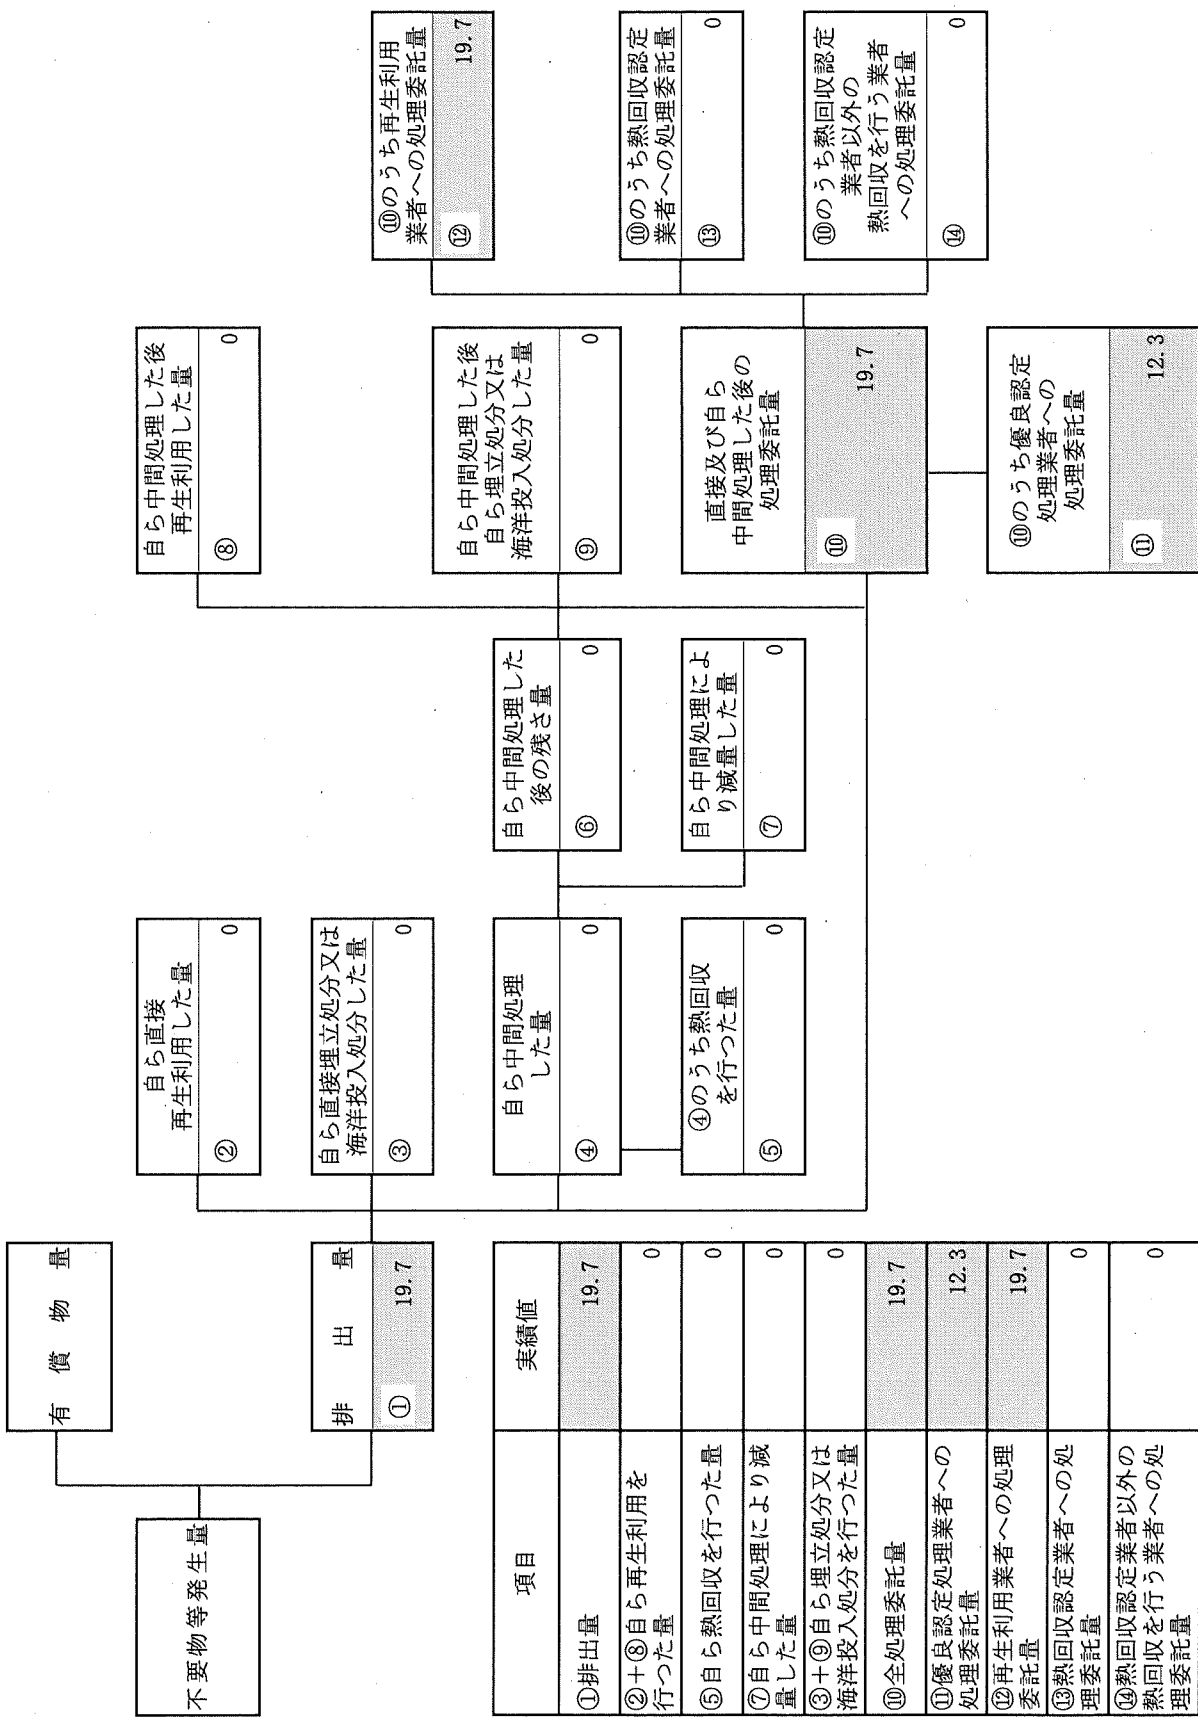 不要物等発生量
有償物量
排出量
① 19.7
自ら直接
再生利用した量
② 0
自ら直接埋立処分又は
海洋投入処分した量
③ 0
自ら中間処理
した量
④ 0
④のうち熱回収
を行つた量
⑤ 0
自ら中間処理した
後の残さ量
⑥ 0
自ら中間処理によ
り減量した量
⑦ 0
自ら中間処理した後
再生利用した量
⑧ 0
自ら中間処理した後
自ら埋立処分又は
海洋投入処分した量
⑨ 0
直接及び自ら
中間処理した後の
処理委託量
⑩ 19.7
⑩のうち優良認定
処理業者への
処理委託量
⑪ 12.3
⑩のうち再生利用
業者への処理委託量
⑫ 19.7
⑩のうち熱回収認定
業者への処理委託量
⑬ 0
⑩のうち熱回収認定
業者以外の
熱回収を行う業者
への処理委託量
⑭ 0
項目 実績値
①排出量 19.7
②+⑧自ら再生利用を
行つた量 0
⑤自ら熱回収を行つた量 0
⑦自ら中間処理により減
量した量 0
③+⑨自ら埋立処分又は
海洋投入処分を行つた量 0
⑩全処理委託量 19.7
⑪優良認定処理業者への
処理委託量 12.3
⑫再生利用業者への処理
委託量 19.7
⑬熱回収認定業者への処
理委託量 0
⑭熱回収認定業者以外の
熱回収を行う業者への処
理委託量 0